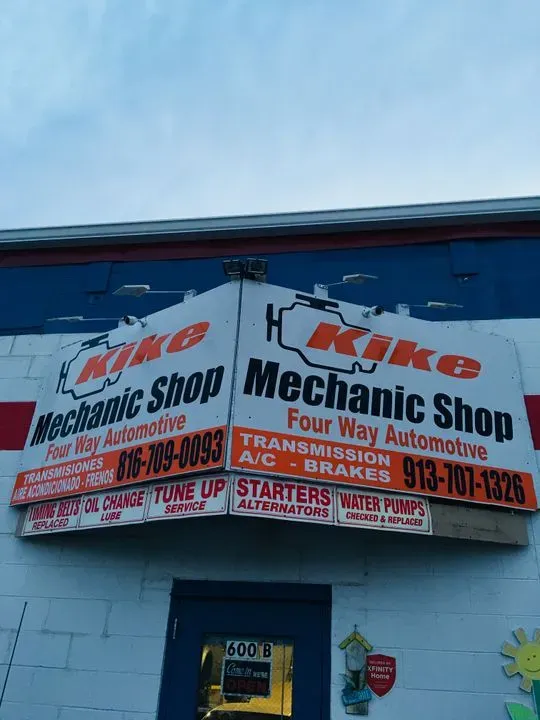 Kike
Mechanic Shop
Four Way Automotive
TRANSMISIONES
AIRE ACONDICIONADO - FRENOS
816-709-0093
Kike
Mechanic Shop
Four Way Automotive
TRANSMISSION
A/C - BRAKES
913-707-1326
TIMING BELTS
REPLACED
OIL CHANGE
LUBE
TUNE UP
SERVICE
STARTERS
ALTERNATORS
WATER PUMPS
CHECKED & REPLACED
600 B
Come in WE'RE
OPEN
XFINITY
Home